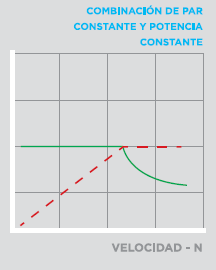 COMBINACIÓN DE PAR
CONSTANTE Y POTENCIA
CONSTANTE
VELOCIDAD - N